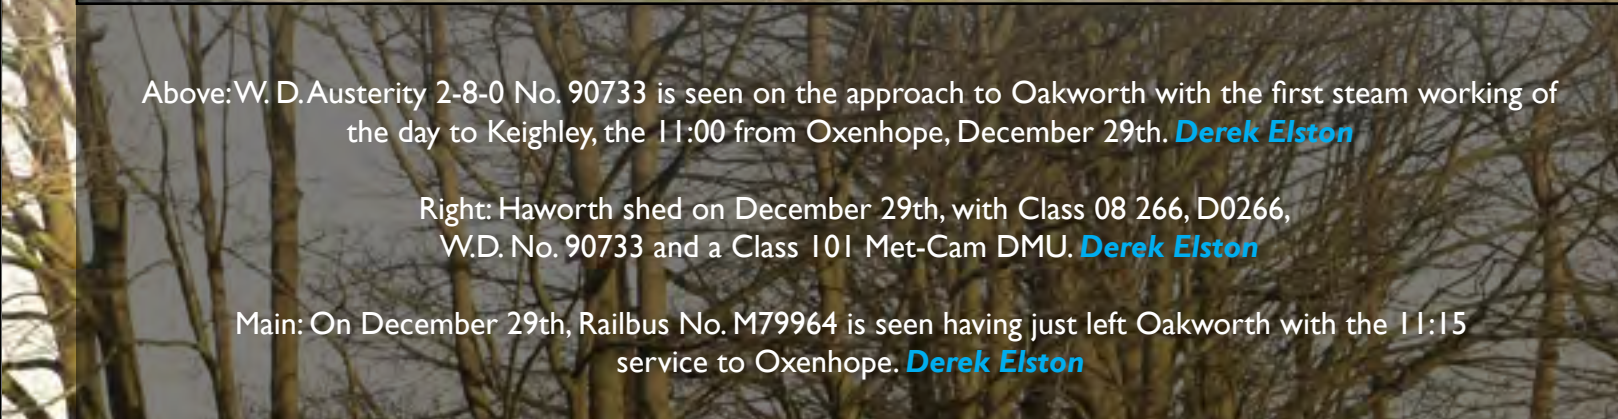 Above: W. D. Austerity 2-8-0 No. 90733 is seen on the approach to Oakworth with the first steam working of
the day to Keighley, the 11:00 from Oxenhope, December 29th. Derek Elston
Right: Haworth shed on December 29th, with Class 08 266, D0266,
W.D. No. 90733 and a Class 101 Met-Cam DMU. Derek Elston
Main: On December 29th, Railbus No. M79964 is seen having just left Oakworth with the 11:15
service to Oxenhope. Derek Elston